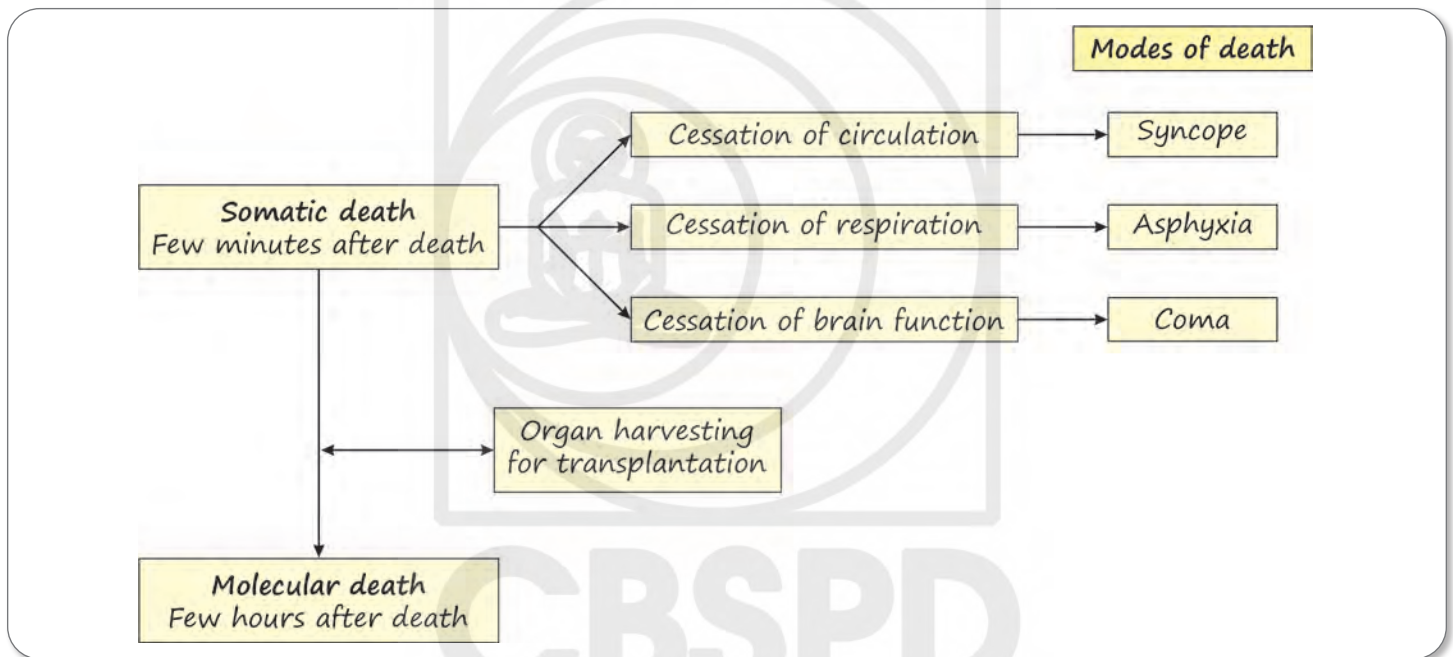 Modes of death
Cessation of circulation
Syncope
Somatic death
Few minutes after death
Cessation of respiration
Asphyxia
Cessation of brain function
Coma
Organ harvesting
for transplantation
Molecular death
Few hours after death
CBSPD